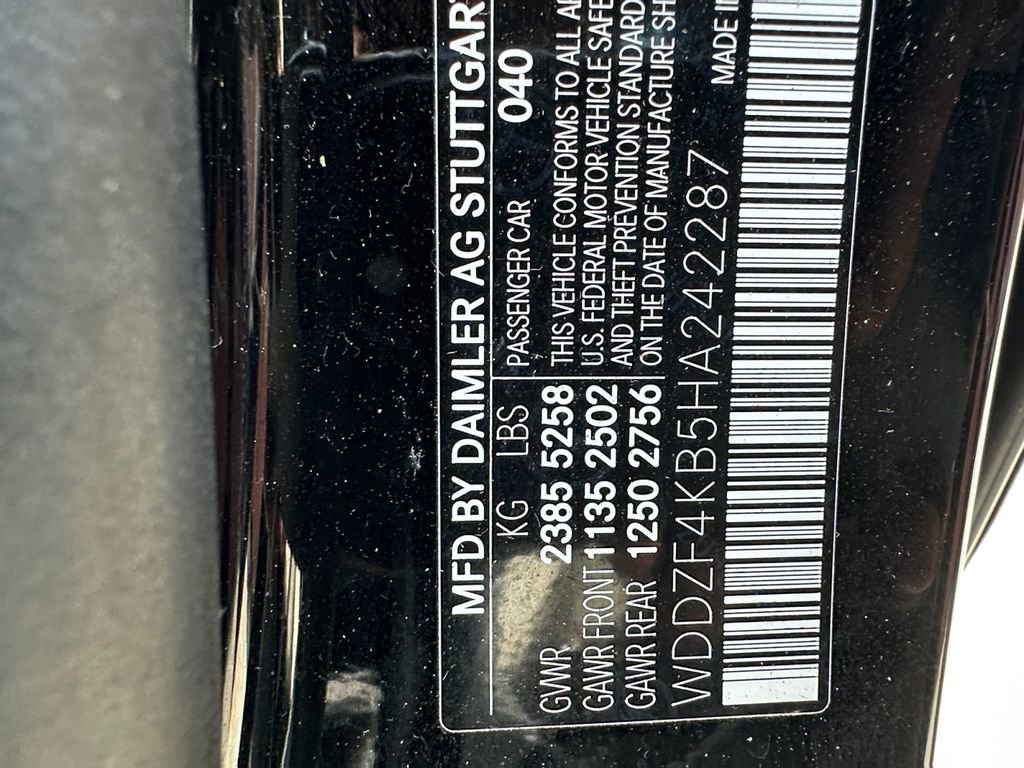 MFD BY DAIMLER AG STUTTGAR
KG LBS
GVWR 2385 5258
GAWR FRONT 1135 2502
GAWR REAR 1250 2756
PASSENGER CAR 040
THIS VEHICLE CONFORMS TO ALL AP
U.S. FEDERAL MOTOR VEHICLE SAFE
AND THEFT PREVENTION STANDARD
ON THE DATE OF MANUFACTURE SH
WDDZF4KB5HA242287
MADE IN